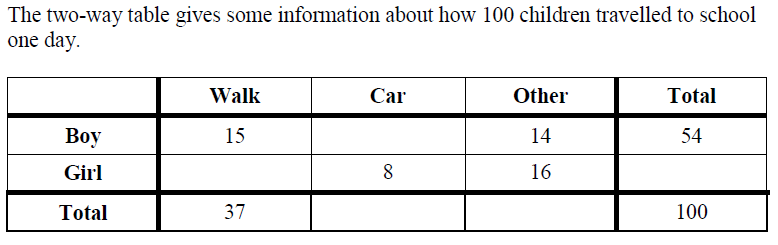 The two-way table gives some information about how 100 children travelled to school
one day.
Walk Car Other Total
Boy 15 14 54
Girl 8 16
Total 37 100